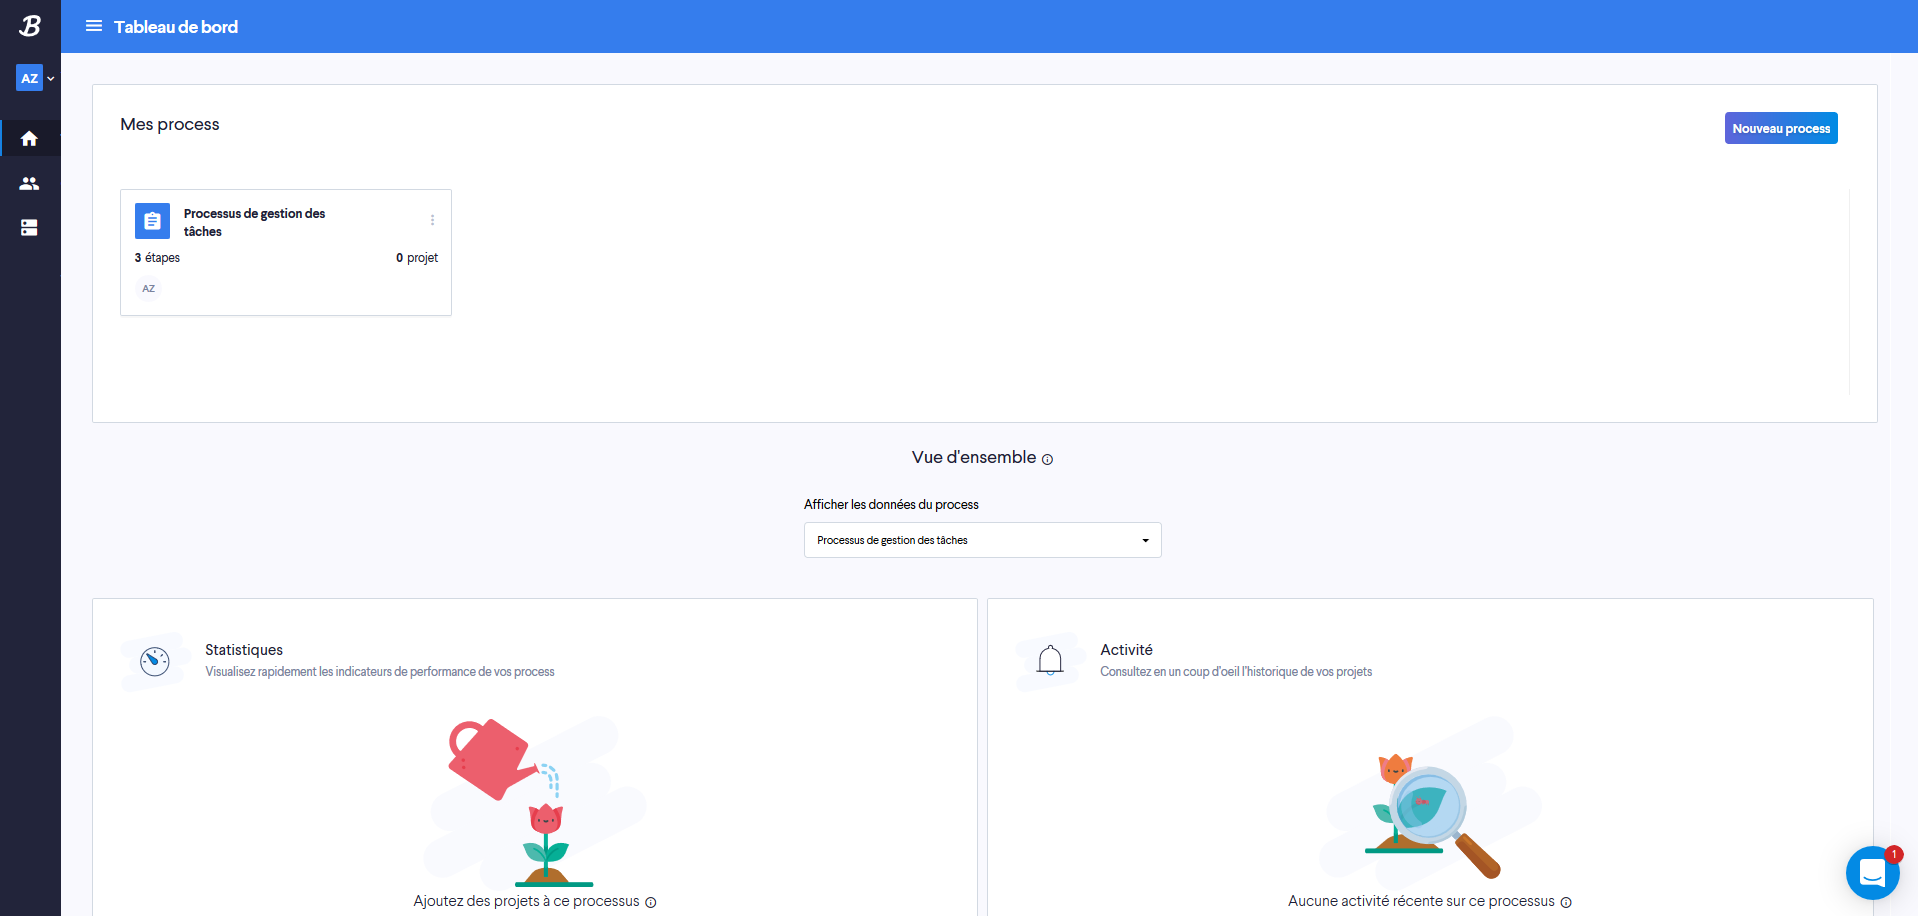 B
Tableau de bord
AZ
Mes process
Nouveau process
Processus de gestion des
tâches
3 étapes
0 projet
AZ
Vue d'ensemble
Afficher les données du process
Processus de gestion des tâches
Statistiques
Visualisez rapidement les indicateurs de performance de vos process
Activité
Consultez en un coup d'oeil l'historique de vos projets
Ajoutez des projets à ce processus
Aucune activité récente sur ce processus
1